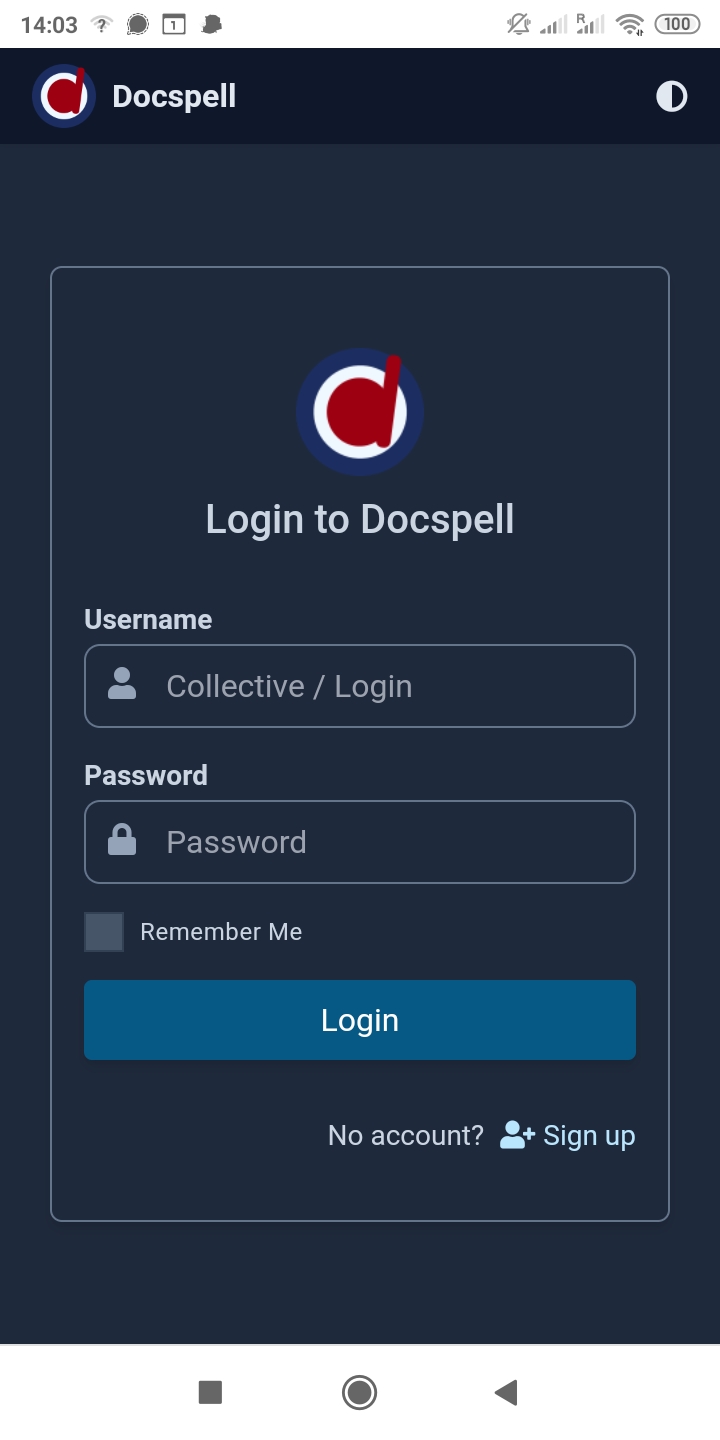 14:03 ? 1 R 100
Docspell
Login to Docspell
Username
Collective / Login
Password
Password
Remember Me
Login
No account? Sign up